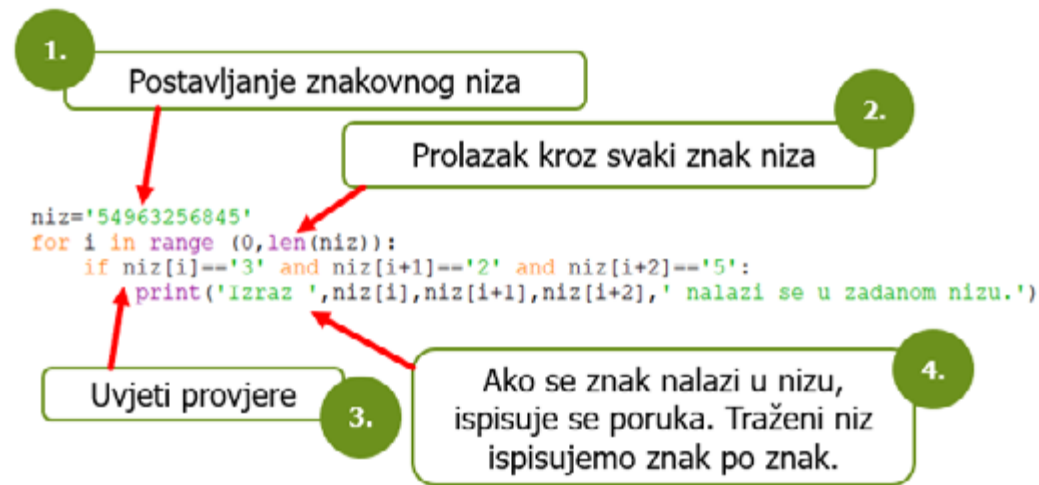 1.
Postavljanje znakovnog niza
2.
Prolazak kroz svaki znak niza
niz='54963256845'
for i in range (0,len(niz)):
    if niz[i]=='3' and niz[i+1]=='2' and niz[i+2]=='5':
        print('Izraz ',niz[i],niz[i+1],niz[i+2],' nalazi se u zadanom nizu.')
Uvjeti provjere
3.
4.
Ako se znak nalazi u nizu,
ispisuje se poruka. Traženi niz
ispisujemo znak po znak.